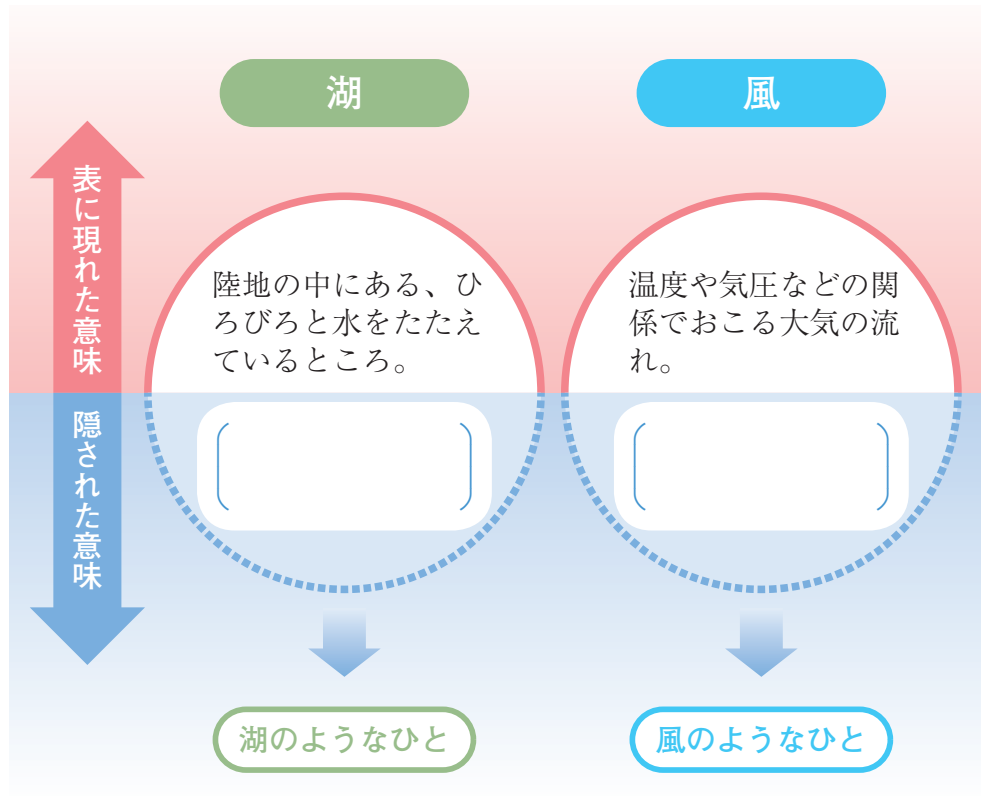 湖
風
表に現れた意味
隠された意味
陸地の中にある、ひ
ろびろと水をたたえ
ているところ。
温度や気圧などの関
係でおこる大気の流
れ。
湖のようなひと
風のようなひと